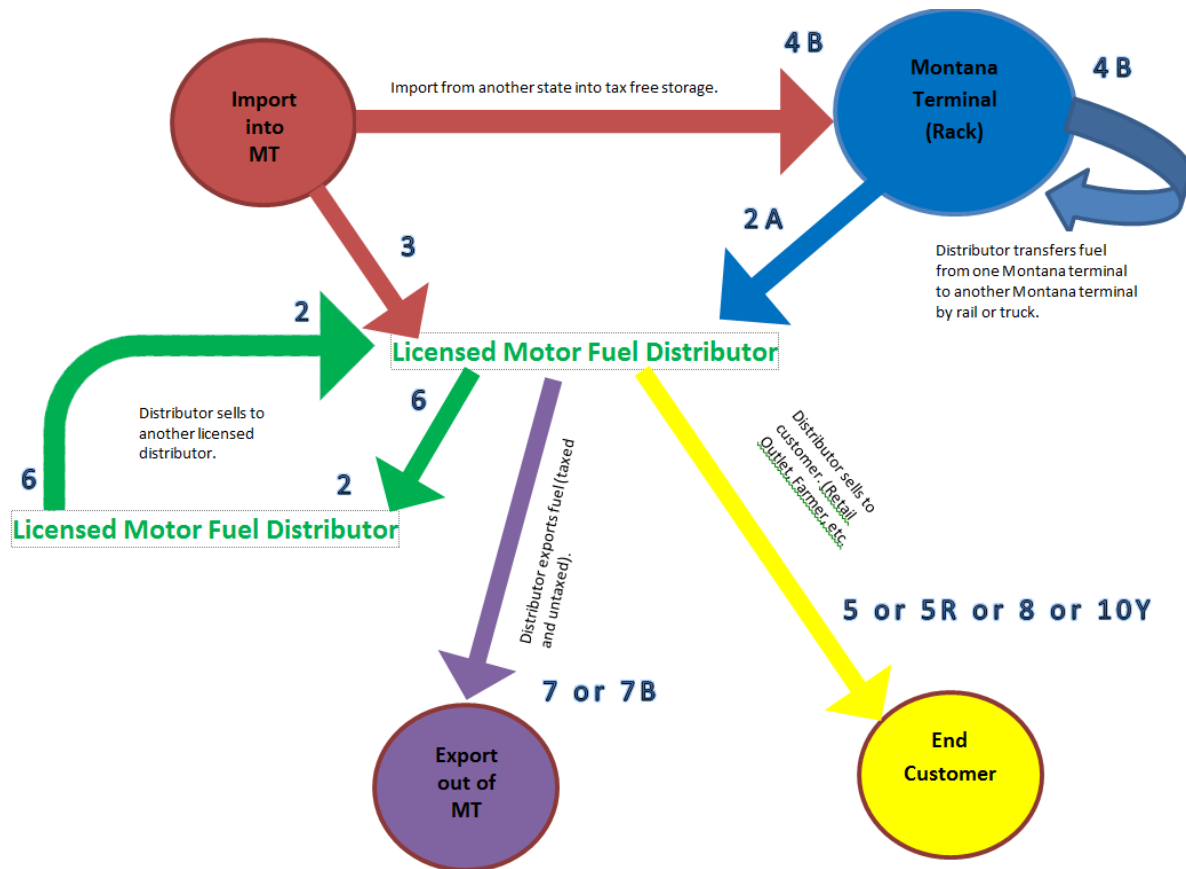 Import
into
MT
Import from another state into tax free storage.
4 B
Montana
Terminal
(Rack)
4 B
2 A
3
Distributor transfers fuel
from one Montana terminal
to another Montana terminal
by rail or truck.
2
Licensed Motor Fuel Distributor
Distributor sells to
another licensed
distributor.
6
6
2
Licensed Motor Fuel Distributor
Distributor exports fuel (taxed
and untaxed).
Distributor sells to
customer. (Retail
Outlet, Farmer, etc.
5 or 5R or 8 or 10Y
7 or 7B
Export
out of
MT
End
Customer